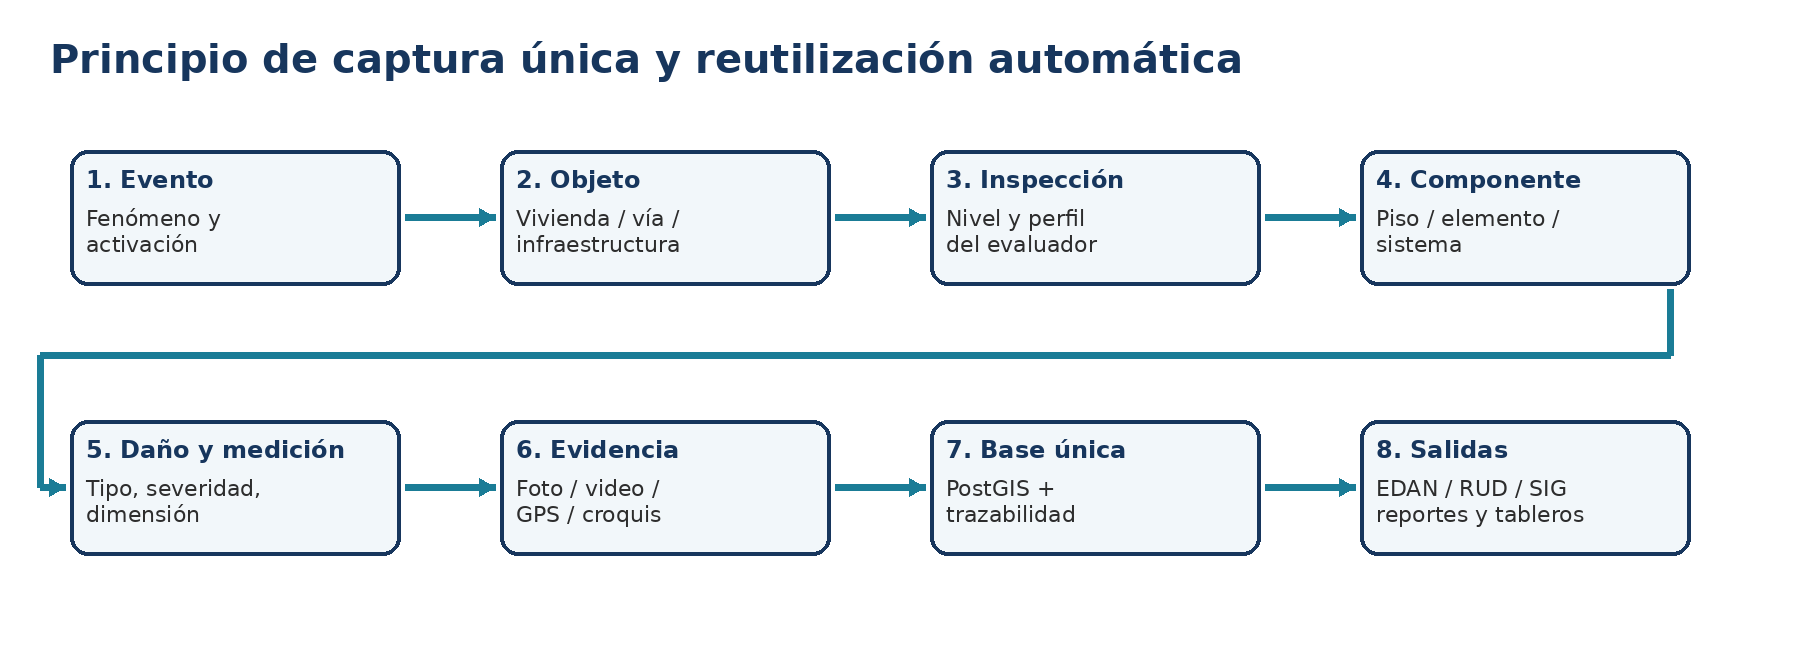 Principio de captura única y reutilización automática
1. Evento
Fenómeno y
activación
2. Objeto
Vivienda / vía /
infraestructura
3. Inspección
Nivel y perfil
del evaluador
4. Componente
Piso / elemento /
sistema
5. Daño y medición
Tipo, severidad,
dimensión
6. Evidencia
Foto / video /
GPS / croquis
7. Base única
PostGIS +
trazabilidad
8. Salidas
EDAN / RUD / SIG
reportes y tableros